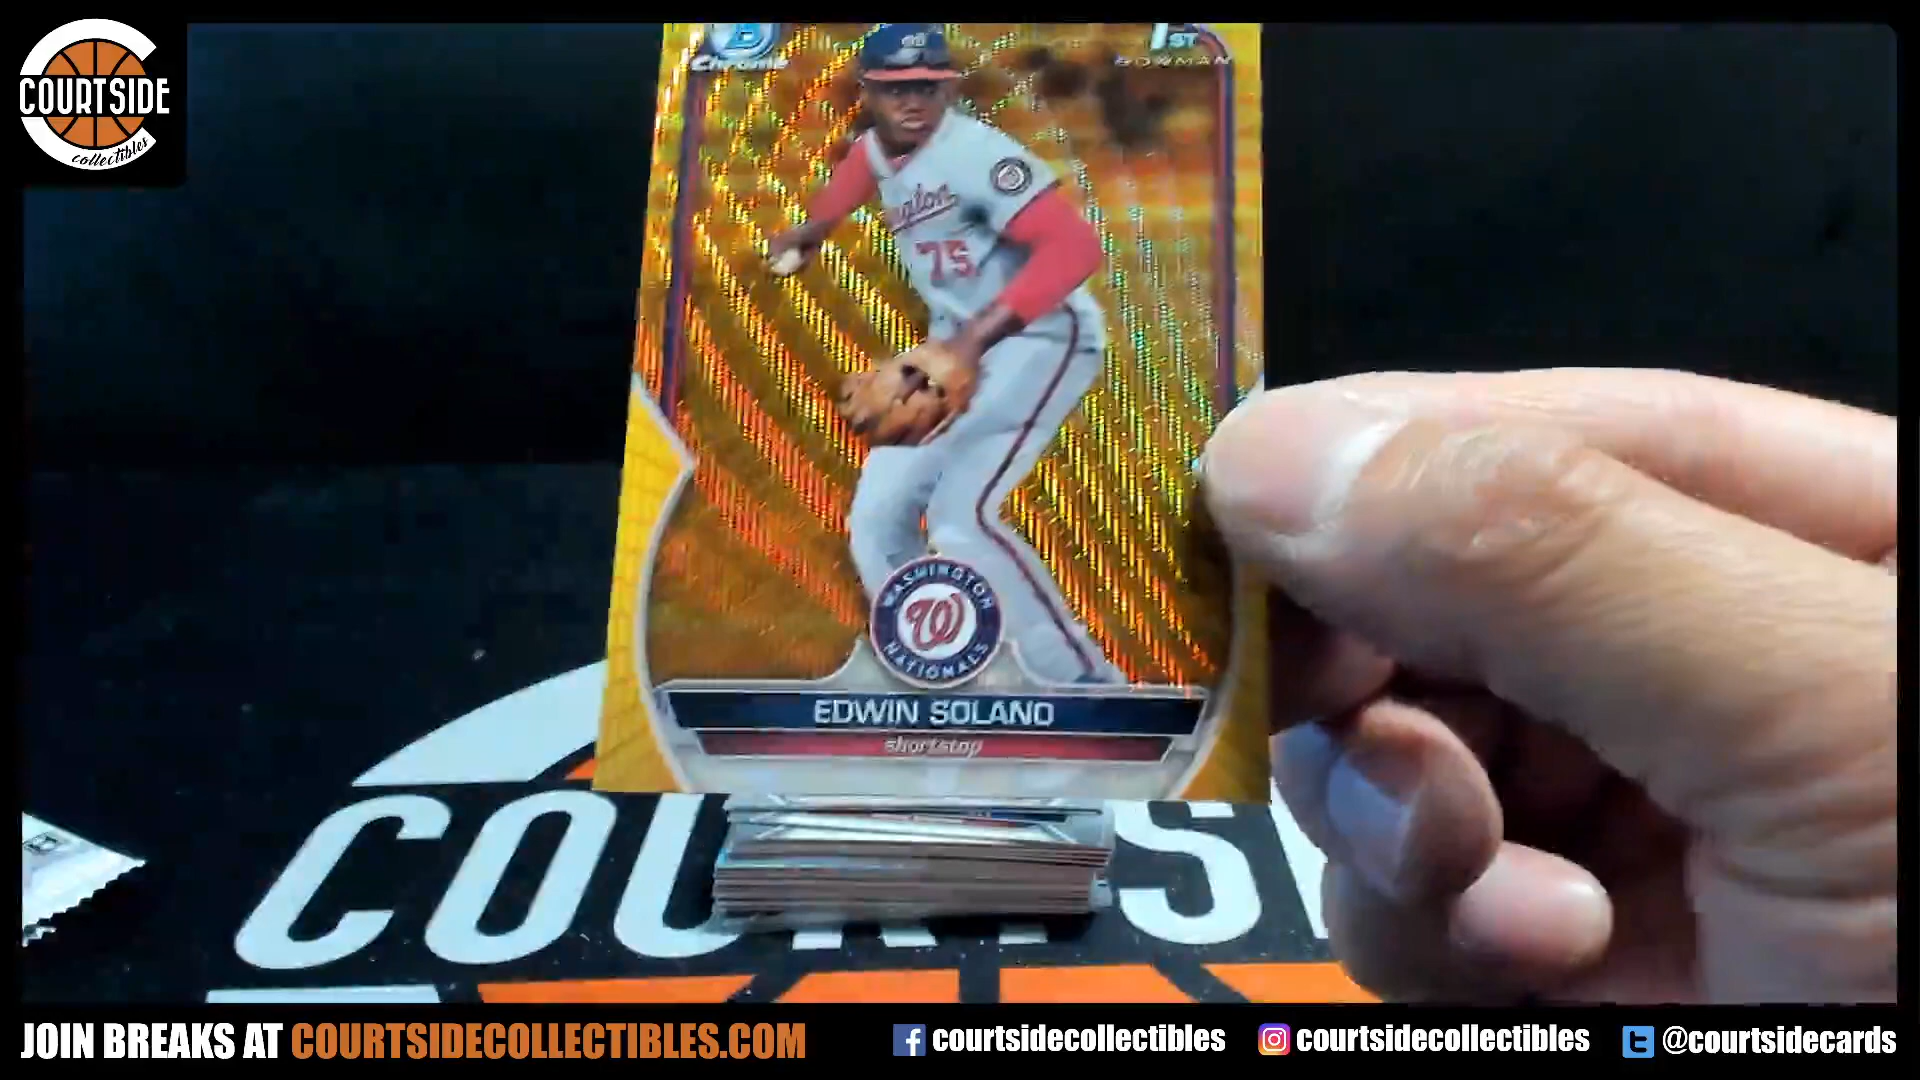 COURTSIDE
collectibles
B
Chrome
1ST
BOWMAN
75
WASHINGTON
W
NATIONALS
EDWIN SOLANO
shortstop
JOIN BREAKS AT COURTSIDECOLLECTIBLES.COM
courtsidecollectibles
courtsidecollectibles
@courtsidecards